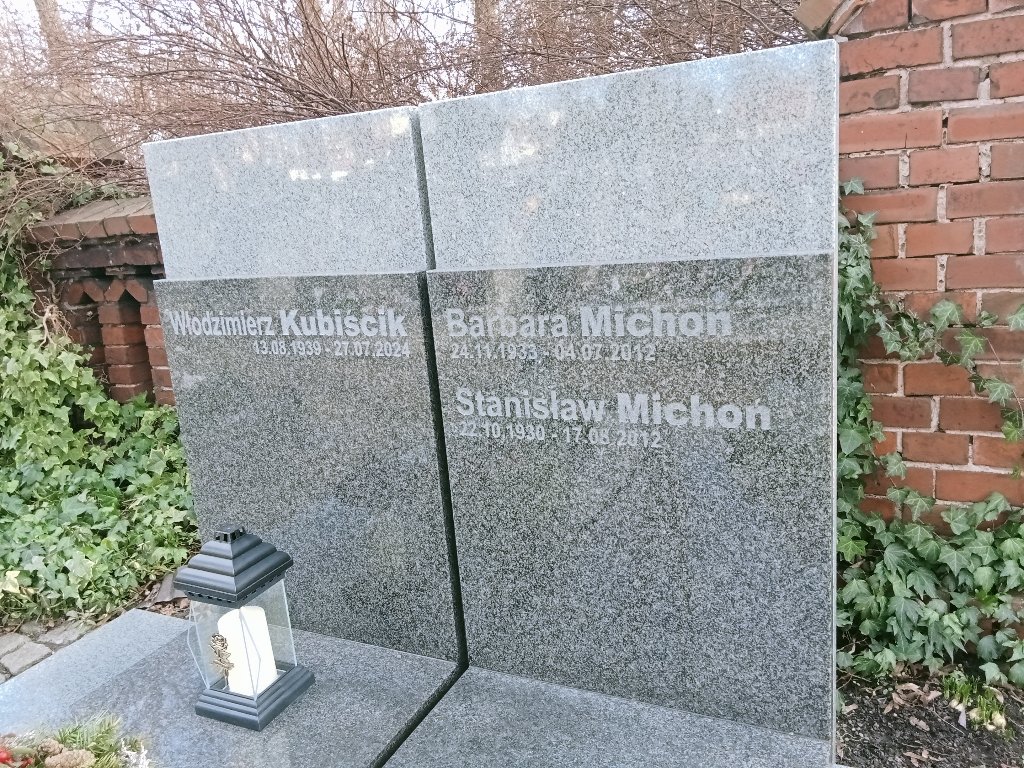 Włodzimierz Kubiścik
13.08.1939 - 27.07.2024
Barbara Michoń
24.11.1933 - 04.07.2012
Stanisław Michoń
22.10.1930 - 17.08.2012